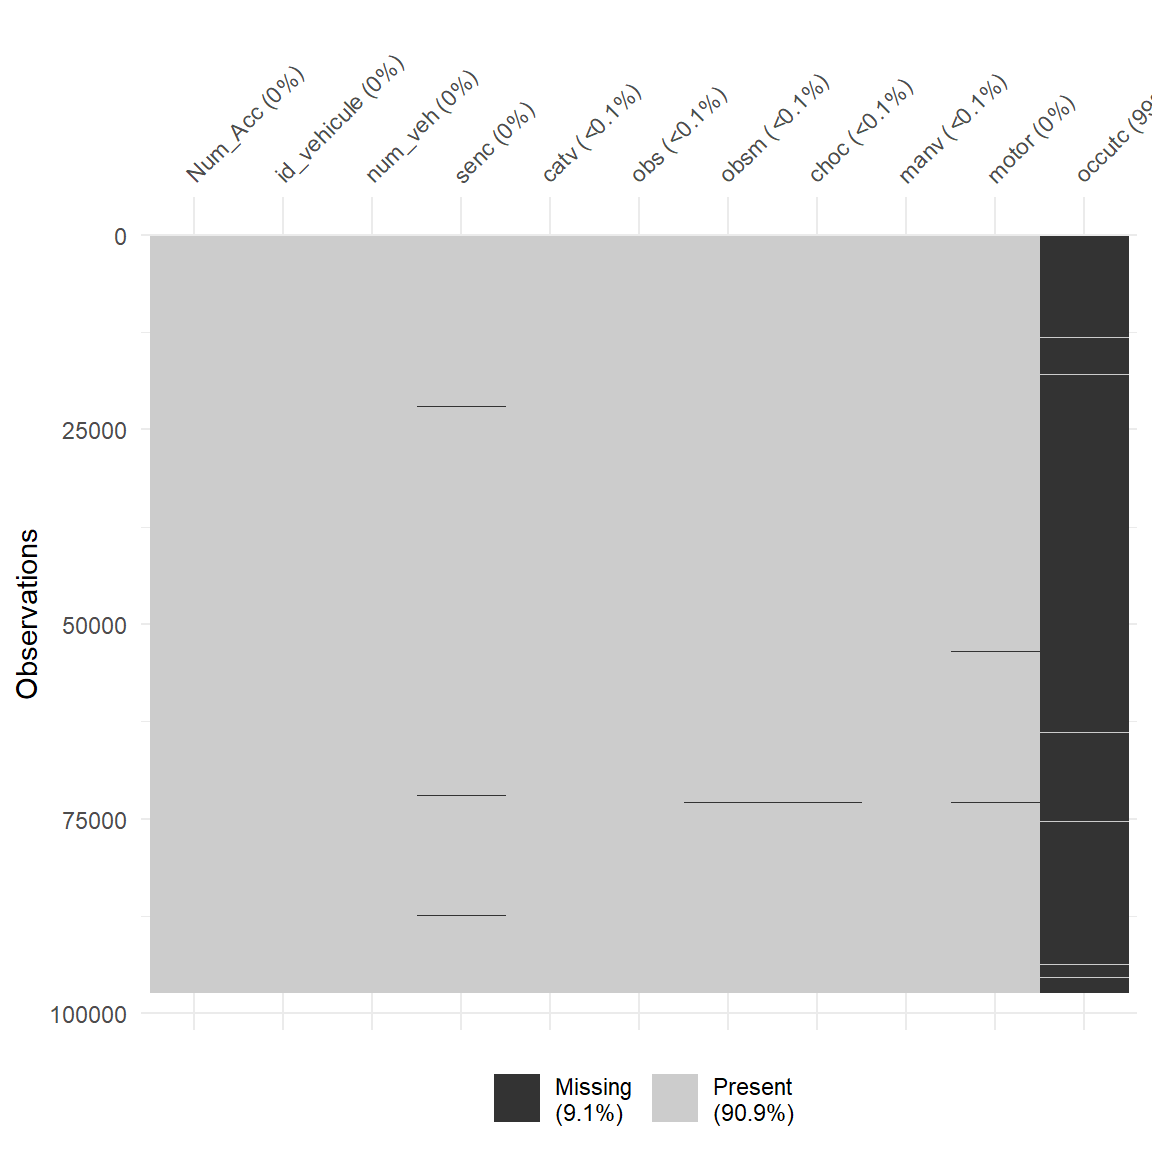 Num_Acc (0%)
id_vehicule (0%)
num_veh (0%)
senc (0%)
catv (<0.1%)
obs (<0.1%)
obsm (<0.1%)
choc (<0.1%)
manv (<0.1%)
motor (0%)
occutc
0
25000
50000
75000
100000
Observations
Missing
(9.1%)
Present
(90.9%)